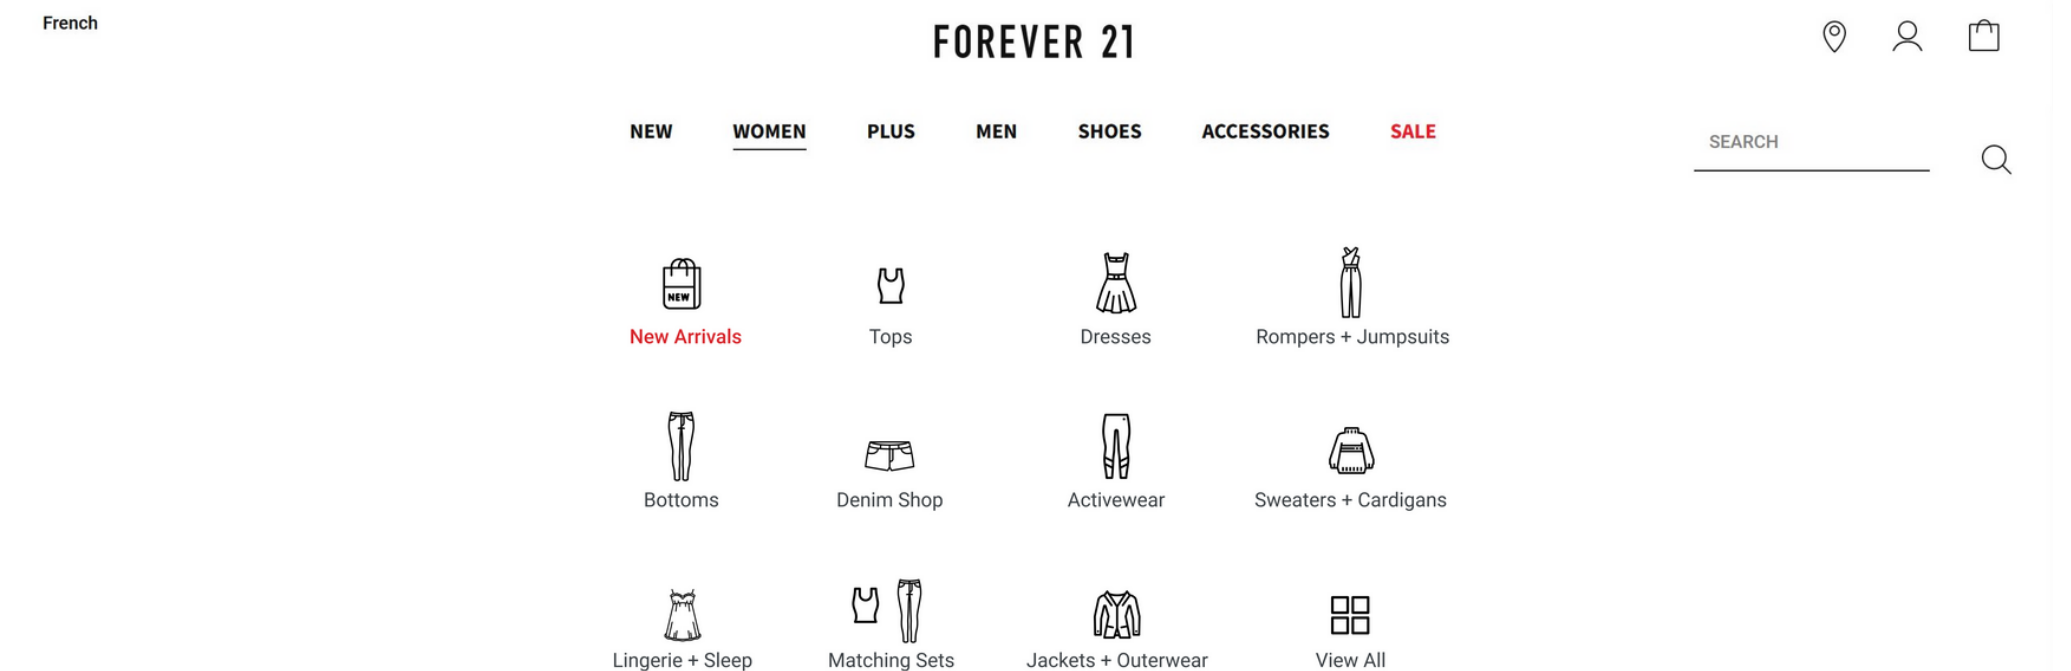 French
FOREVER 21
NEW WOMEN PLUS MEN SHOES ACCESSORIES SALE
SEARCH
NEW
New Arrivals Tops Dresses Rompers + Jumpsuits
Bottoms Denim Shop Activewear Sweaters + Cardigans
Lingerie + Sleep Matching Sets Jackets + Outerwear View All